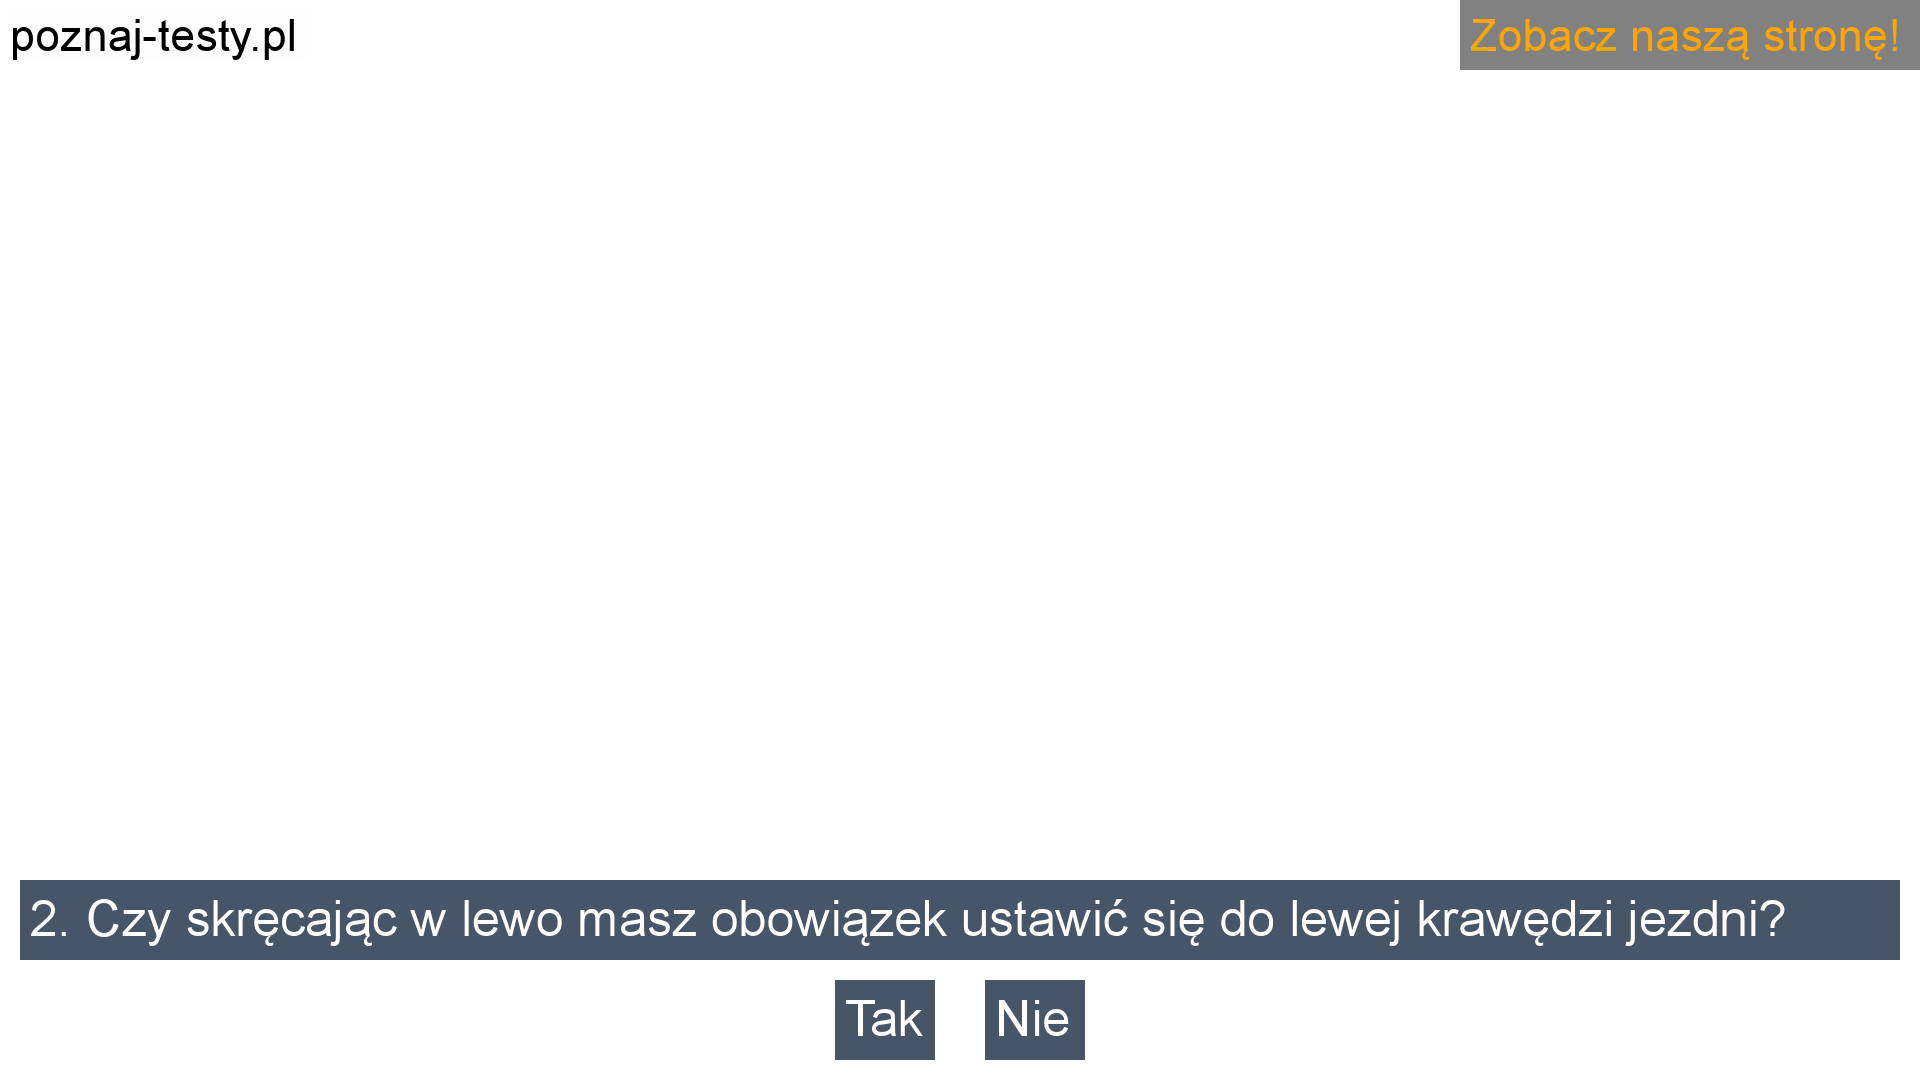 poznaj-testy.pl
Zobacz naszą stronę!
2. Czy skręcając w lewo masz obowiązek ustawić się do lewej krawędzi jezdni?
Tak
Nie